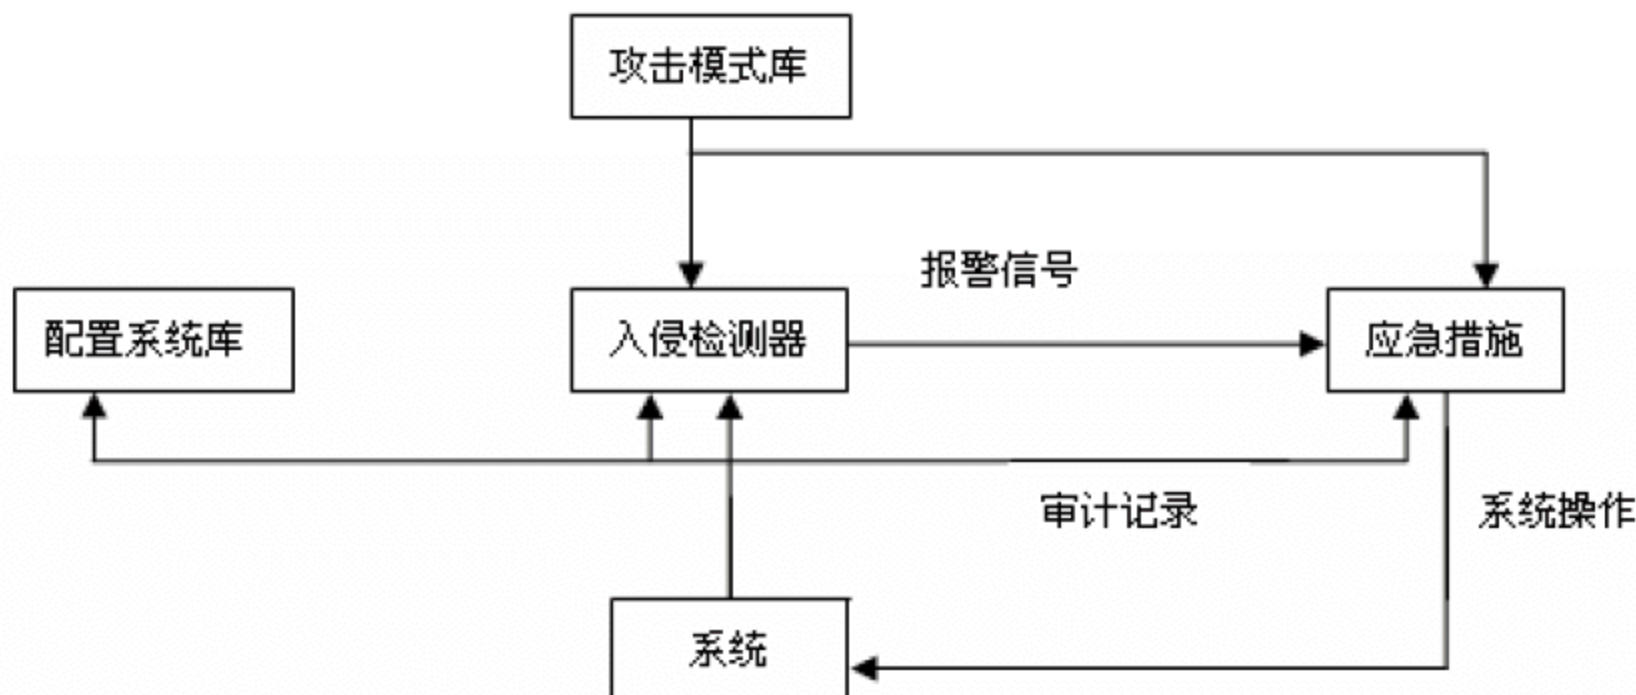 攻击模式库
报警信号
配置系统库
入侵检测器
应急措施
审计记录
系统操作
系统